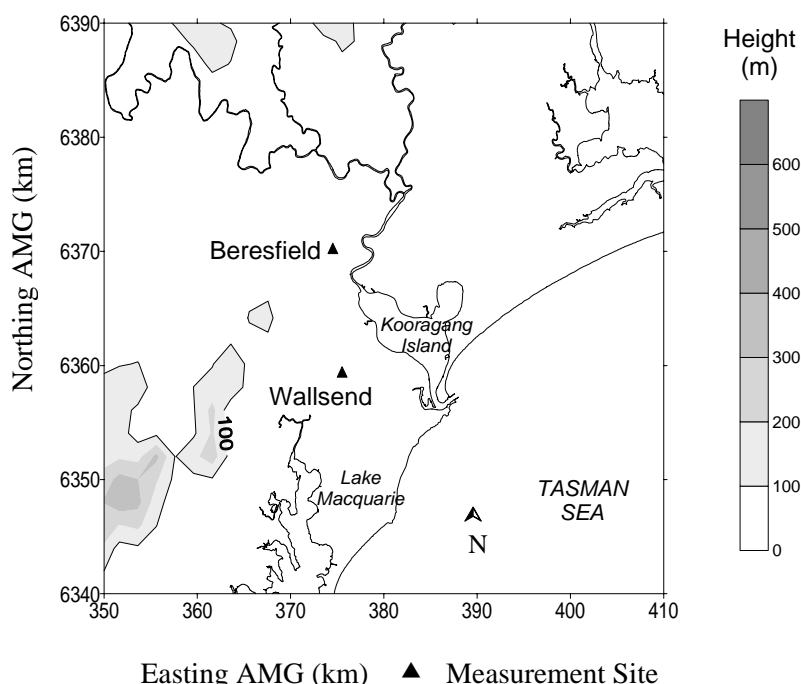 6390
6380
6370
6360
6350
6340
Northing AMG (km)
350
360
370
380
390
400
410
Beresfield
Kooragang
Island
Wallsend
100
Lake
Macquarie
TASMAN
SEA
N
Height
(m)
600
500
400
300
200
100
0
Easting AMG (km) ▲ Measurement Site